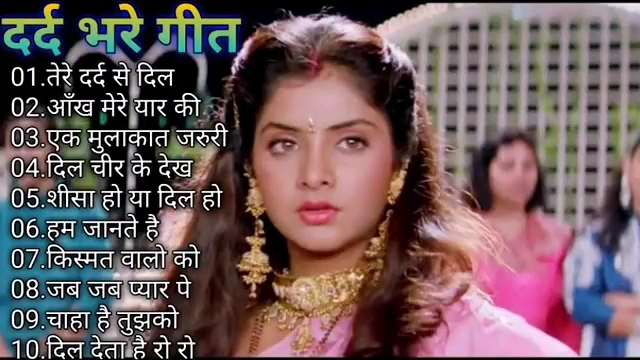 दर्द भरे गीत
01.तेरे दर्द से दिल
02.आँख मेरे यार की
03.एक मुलाकात जरुरी
04.दिल चीर के देख
05.शीसा हो या दिल हो
06.हम जानते है
07.किस्मत वालो को
08.जब जब प्यार पे
09.चाहा है तुझको
10.दिल देता है रो रो